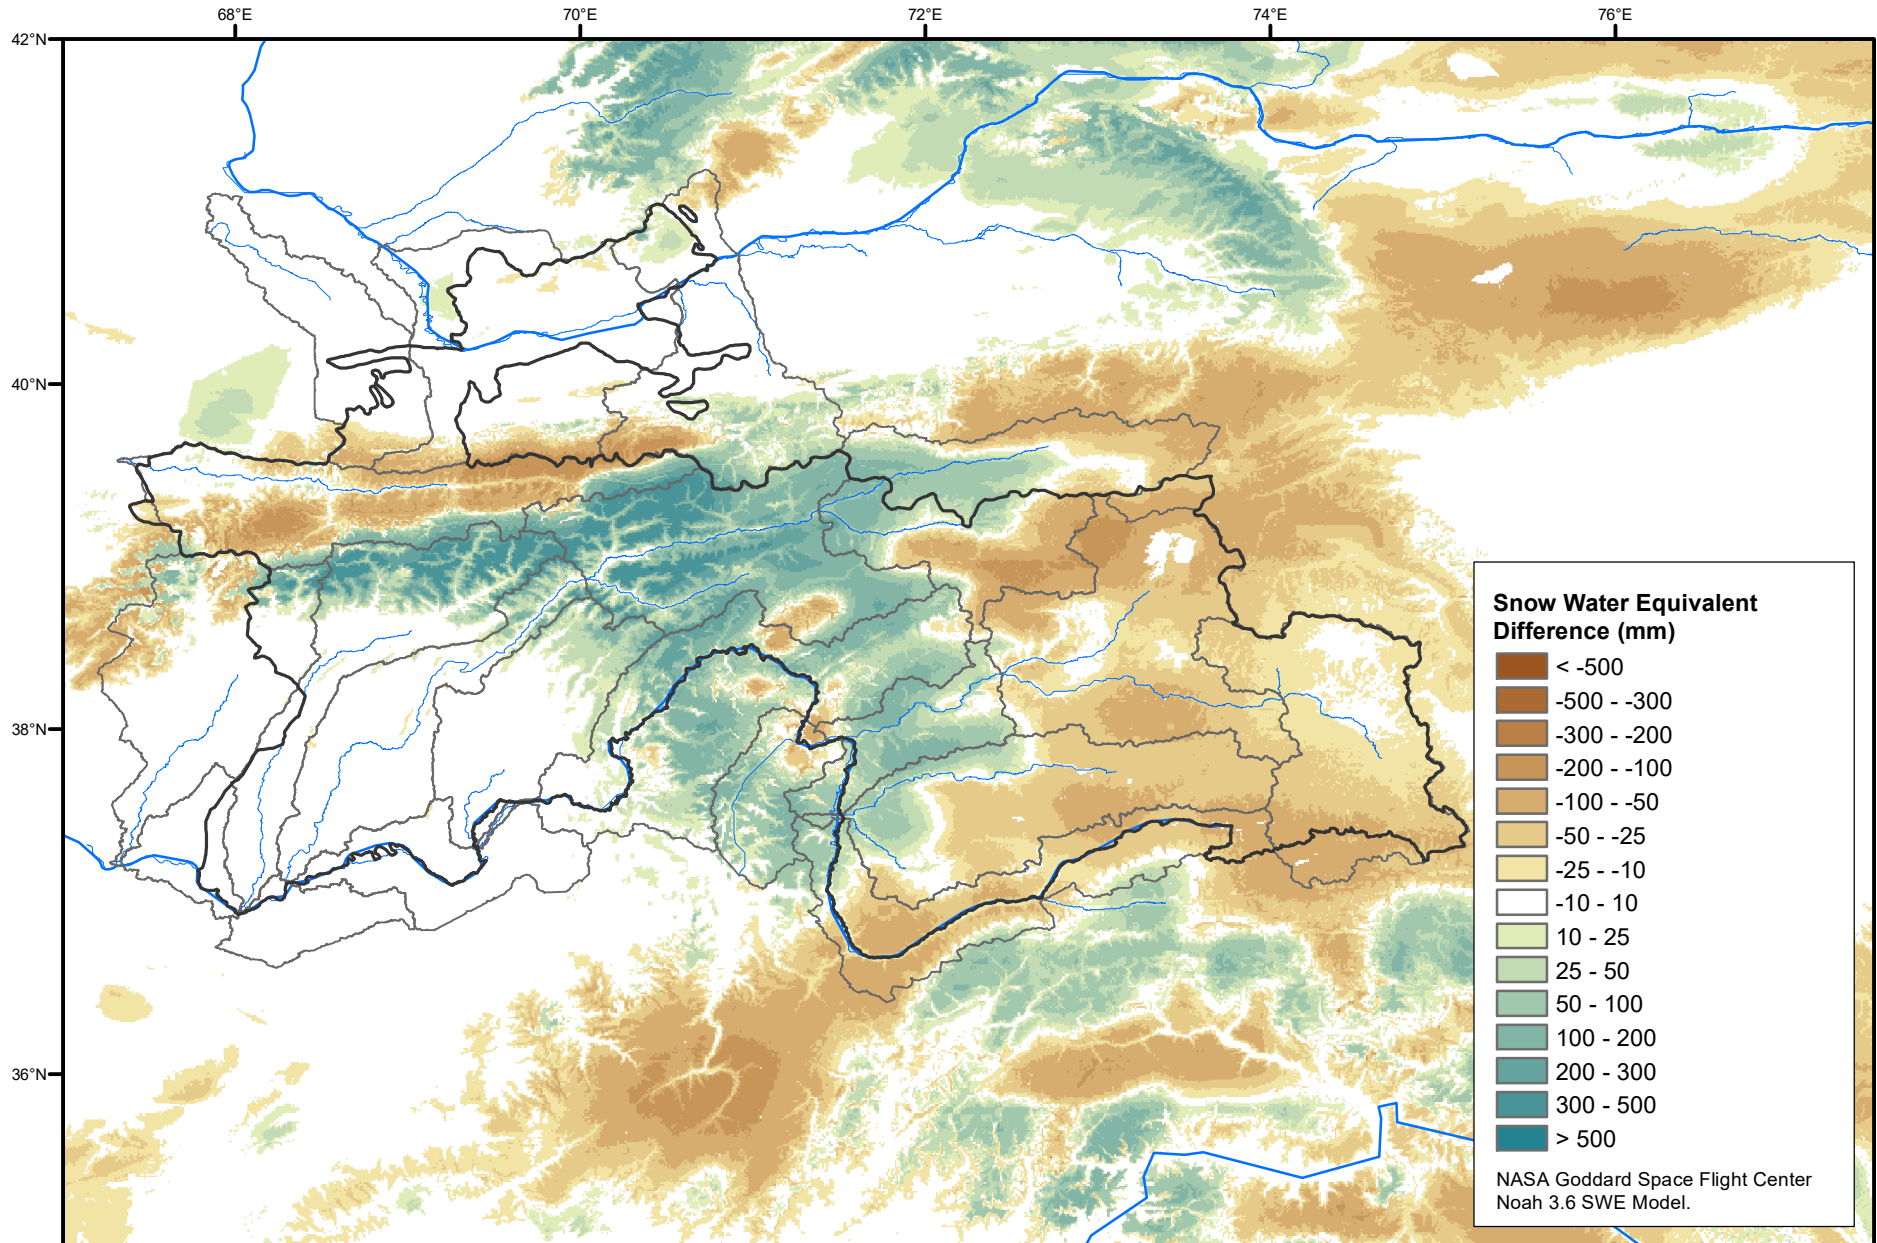 68°E 70°E 72°E 74°E 76°E
42°N
40°N
38°N
36°N
Snow Water Equivalent
Difference (mm)
< -500
-500 - -300
-300 - -200
-200 - -100
-100 - -50
-50 - -25
-25 - -10
-10 - 10
10 - 25
25 - 50
50 - 100
100 - 200
200 - 300
300 - 500
> 500
NASA Goddard Space Flight Center
Noah 3.6 SWE Model.